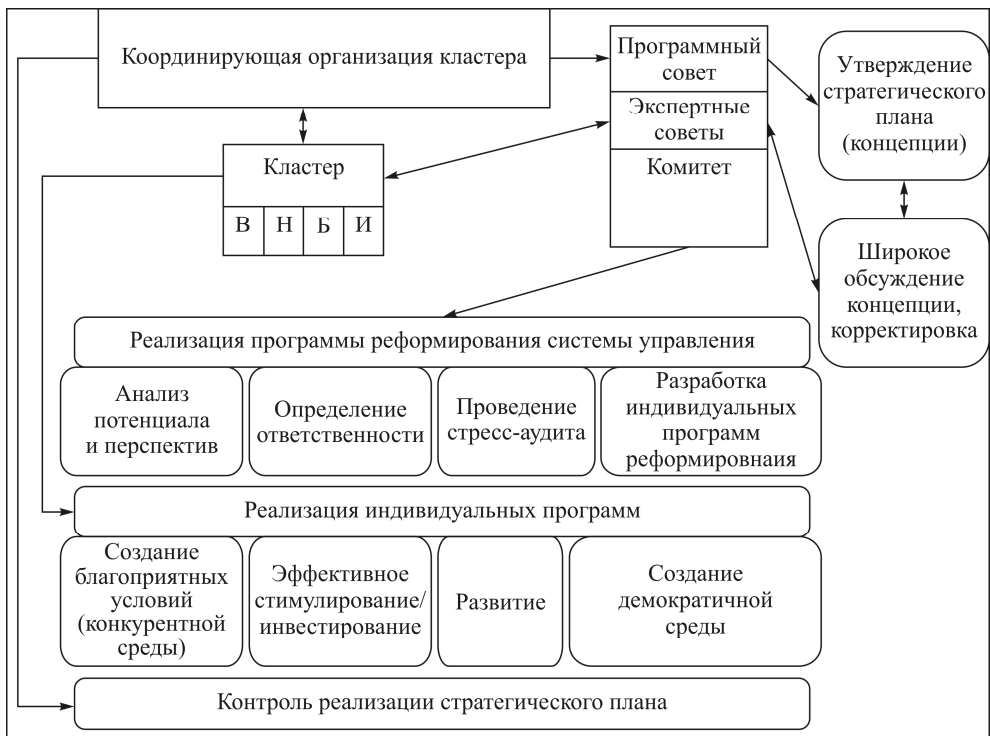 Координирующая организация кластера
Программный
совет
Экспертные
советы
Комитет
Утверждение
стратегического
плана
(концепции)
Кластер
В Н Б И
Широкое
обсуждение
концепции,
корректировка
Реализация программы реформирования системы управления
Анализ
потенциала
и перспектив
Определение
ответственности
Проведение
стресс-аудита
Разработка
индивидуальных
программ
реформировнаия
Реализация индивидуальных программ
Создание
благоприятных
условий
(конкурентной
среды)
Эффективное
стимулирование/
инвестирование
Развитие
Создание
демократичной
среды
Контроль реализации стратегического плана